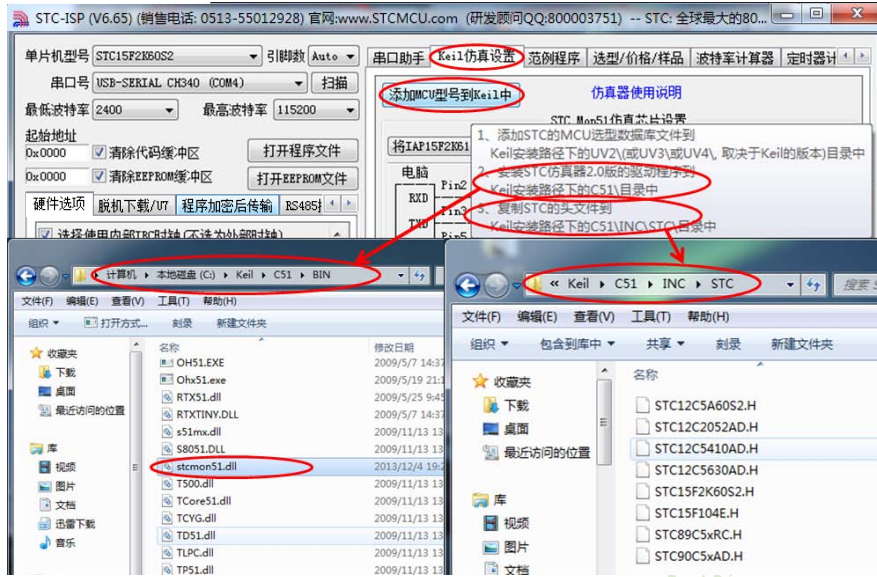 STC-ISP (V6.65) (销售电话: 0513-55012928) 官网:www.STCMCU.com (研发顾问QQ:800003751) -- STC: 全球最大的80...
单片机型号 STC15F2K60S2 引脚数 Auto
串口号 USB-SERIAL CH340 (COM4) 扫描
最低波特率 2400 最高波特率 115200
起始地址
0x0000 清除代码缓冲区 打开程序文件
0x0000 清除EEPROM缓冲区 打开EEPROM文件
硬件选项 脱机下载/U7 程序加密后传输 RS485
选择使用内部IRC时钟(不选为外部时钟)
串口助手 Keil仿真设置 范例程序 选型/价格/样品 波特率计算器 定时器计
添加MCU型号到Keil中 仿真器使用说明
STC Mon51仿真芯片设置
将IAP15F2K61
电脑
RXD Pin2
TXD Pin3
Pin5
1、添加STC的MCU选型数据库文件到
Keil安装路径下的UV2\(或UV3\或UV4\, 取决于Keil的版本)目录中
2、安装STC仿真器2.0版的驱动程序到
Keil安装路径下的C51\目录中
3、复制STC的头文件到
Keil安装路径下的C51\INC\STC\目录中
计算机 本地磁盘 (C:) Keil C51 BIN
文件(F) 编辑(E) 查看(V) 工具(T) 帮助(H)
组织 打开方式... 刻录 新建文件夹
收藏夹
下载
桌面
最近访问的位置
库
视频
图片
文档
迅雷下载
音乐
名称 修改日期
OH51.EXE 2009/5/7 14:37
Ohx51.exe 2009/5/19 21:1
RTX51.dll 2009/5/25 9:45
RTXTINY.DLL 2009/5/7 14:37
s51mx.dll 2009/11/13 13
S8051.DLL 2009/11/13 13
stcmon51.dll 2013/12/4 19:2
T500.dll 2009/11/13 13
TCore51.dll 2009/11/13 13
TCYG.dll 2009/11/13 13
TD51.dll 2009/11/13 13
TLPC.dll 2009/11/13 13
TP51.dll 2009/11/13 13
« Keil C51 INC STC 搜索 S
文件(F) 编辑(E) 查看(V) 工具(T) 帮助(H)
组织 包含到库中 共享 刻录 新建文件夹
收藏夹
下载
桌面
最近访问的位置
库
视频
图片
文档
名称
STC12C5A60S2.H
STC12C2052AD.H
STC12C5410AD.H
STC12C5630AD.H
STC15F2K60S2.H
STC15F104E.H
STC89C5xRC.H
STC90C5xAD.H